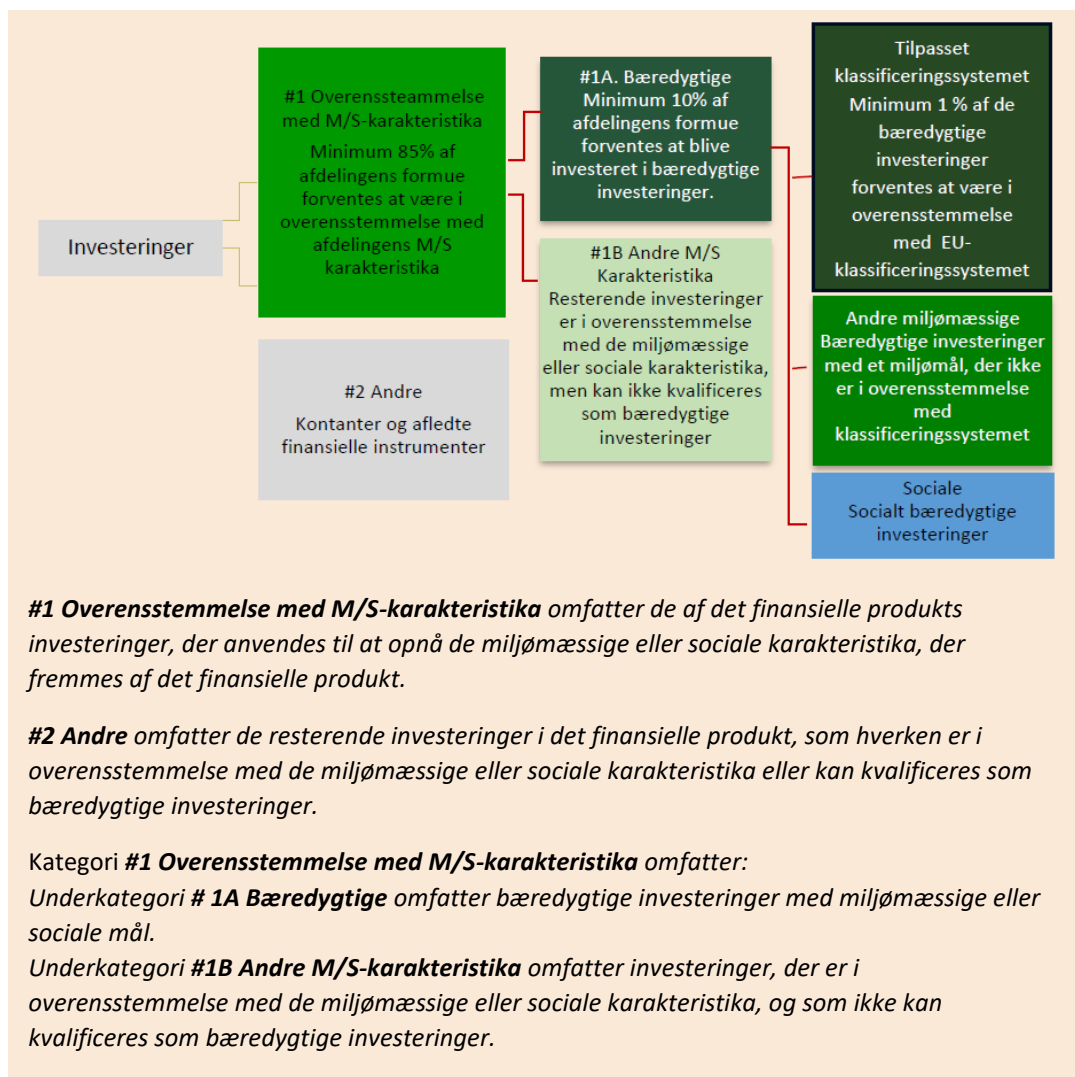 Investeringer
#1 Overenssteammelse
med M/S-karakteristika
Minimum 85% af
afdelingens formue
forventes at være i
overensstemmelse med
afdelingens M/S
karakteristika
#2 Andre
Kontanter og afledte
finansielle instrumenter
#1A. Bæredygtige
Minimum 10% af
afdelingens formue
forventes at blive
investeret i bæredygtige
investeringer.
#1B Andre M/S
Karakteristika
Resterende investeringer
er i overensstemmelse
med de miljømæssige
eller sociale karakteristika,
men kan ikke kvalificeres
som bæredygtige
investeringer
Tilpasset
klassificeringssystemet
Minimum 1 % af de
bæredygtige
investeringer
forventes at være i
overensstemmelse
med EU-
klassificeringssystemet
Andre miljømæssige
Bæredygtige investeringer
med et miljømål, der ikke
er i overensstemmelse
med
klassificeringssystemet
Sociale
Socialt bæredygtige
investeringer
#1 Overensstemmelse med M/S-karakteristika omfatter de af det finansielle produkts
investeringer, der anvendes til at opnå de miljømæssige eller sociale karakteristika, der
fremmes af det finansielle produkt.
#2 Andre omfatter de resterende investeringer i det finansielle produkt, som hverken er i
overensstemmelse med de miljømæssige eller sociale karakteristika eller kan kvalificeres som
bæredygtige investeringer.
Kategori #1 Overensstemmelse med M/S-karakteristika omfatter:
Underkategori # 1A Bæredygtige omfatter bæredygtige investeringer med miljømæssige eller
sociale mål.
Underkategori #1B Andre M/S-karakteristika omfatter investeringer, der er i
overensstemmelse med de miljømæssige eller sociale karakteristika, og som ikke kan
kvalificeres som bæredygtige investeringer.